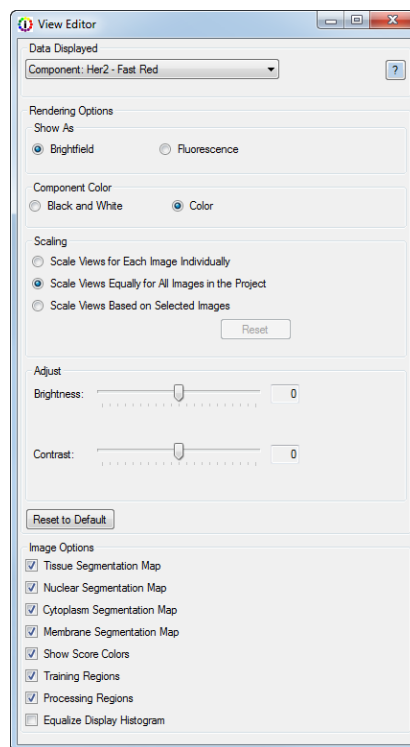 View Editor
Data Displayed
Component: Her2 - Fast Red
?
Rendering Options
Show As
Brightfield
Fluorescence
Component Color
Black and White
Color
Scaling
Scale Views for Each Image Individually
Scale Views Equally for All Images in the Project
Scale Views Based on Selected Images
Reset
Adjust
Brightness:
0
Contrast:
0
Reset to Default
Image Options
Tissue Segmentation Map
Nuclear Segmentation Map
Cytoplasm Segmentation Map
Membrane Segmentation Map
Show Score Colors
Training Regions
Processing Regions
Equalize Display Histogram